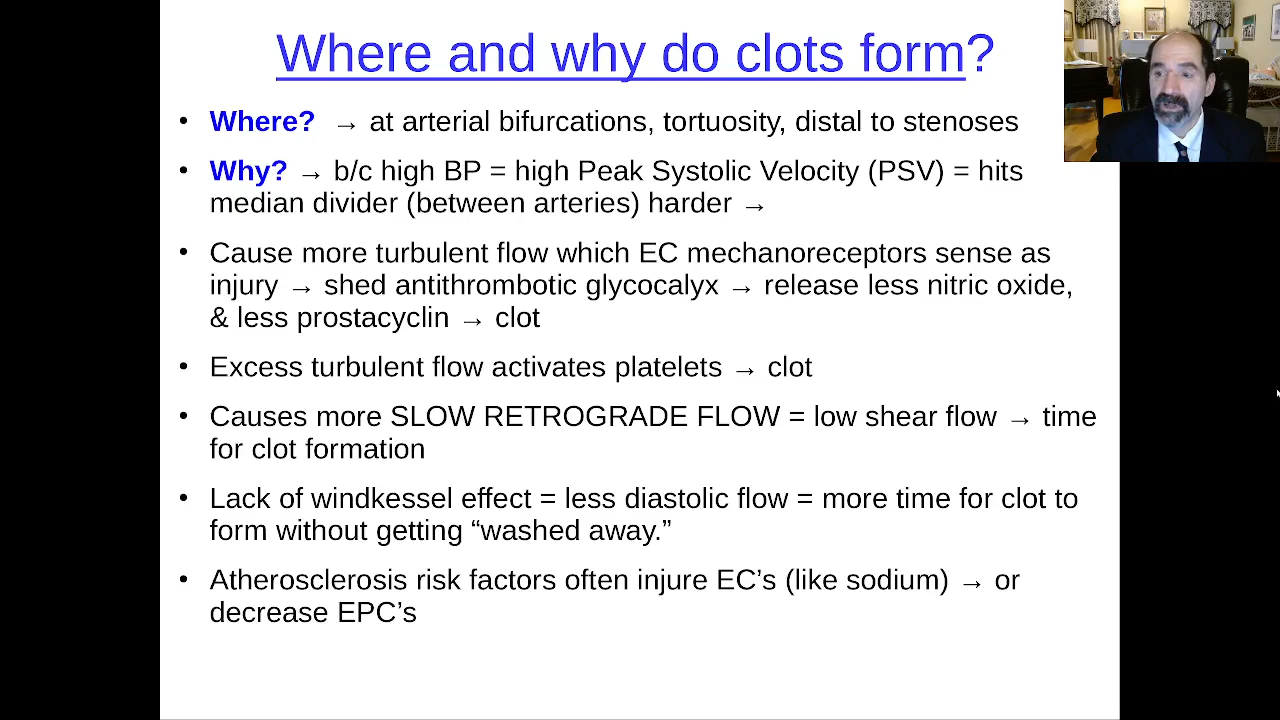 Where and why do clots form?
• Where? → at arterial bifurcations, tortuosity, distal to stenoses
• Why? → b/c high BP = high Peak Systolic Velocity (PSV) = hits
median divider (between arteries) harder →
• Cause more turbulent flow which EC mechanoreceptors sense as
injury → shed antithrombotic glycocalyx → release less nitric oxide,
& less prostacyclin → clot
• Excess turbulent flow activates platelets → clot
• Causes more SLOW RETROGRADE FLOW = low shear flow → time
for clot formation
• Lack of windkessel effect = less diastolic flow = more time for clot to
form without getting “washed away.”
• Atherosclerosis risk factors often injure EC’s (like sodium) → or
decrease EPC’s